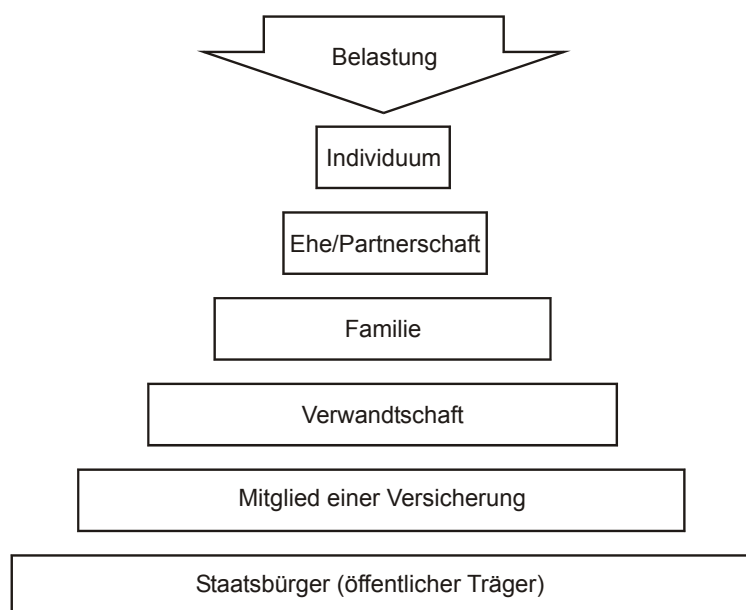 Belastung
Individuum
Ehe/Partnerschaft
Familie
Verwandtschaft
Mitglied einer Versicherung
Staatsbürger (öffentlicher Träger)